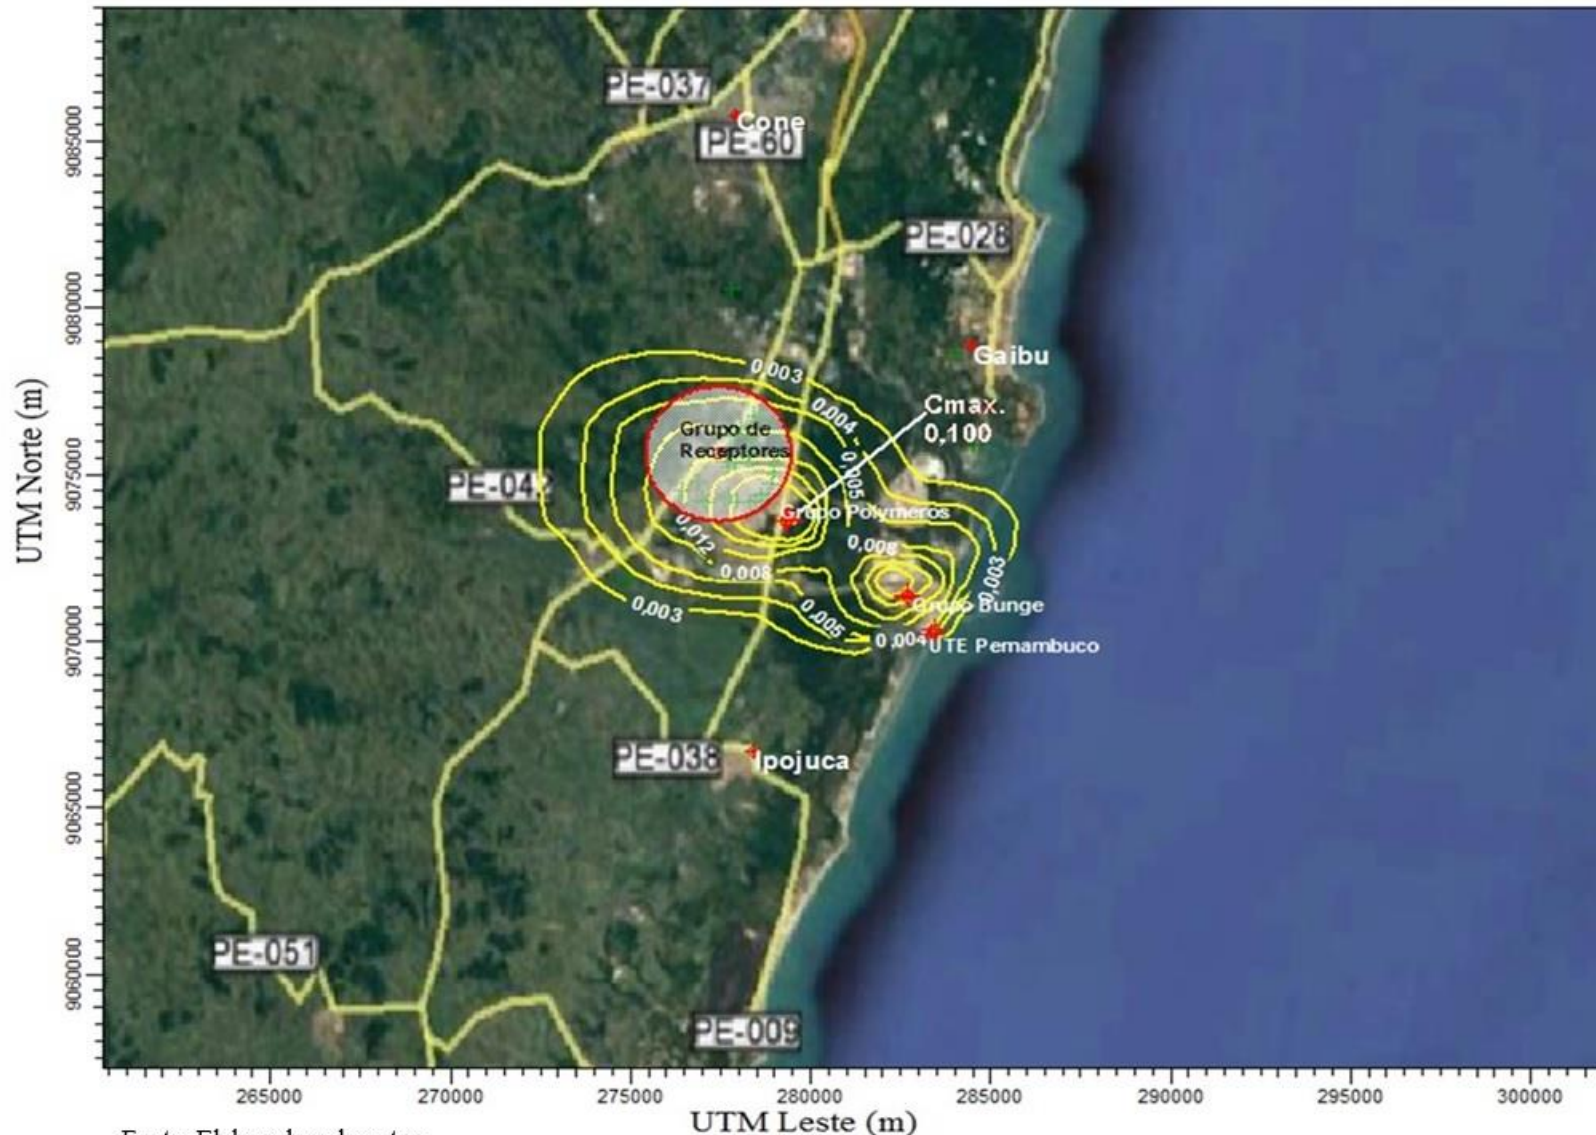 PE-037
Cone
PE-60
PE-028
Gaibu
0,003
0,004
Cmax.
0,100
Grupo de
Receptores
0,005
PE-042
Grupo Polymeros
0,012
0,008
0,008
0,003
0,003
Grupo Bunge
0,005
0,004
UTE Pernambuco
PE-038
Ipojuca
PE-051
PE-009
UTM Norte (m)
9085000
9080000
9075000
9070000
9065000
9060000
265000 270000 275000 280000 285000 290000 295000 300000
UTM Leste (m)